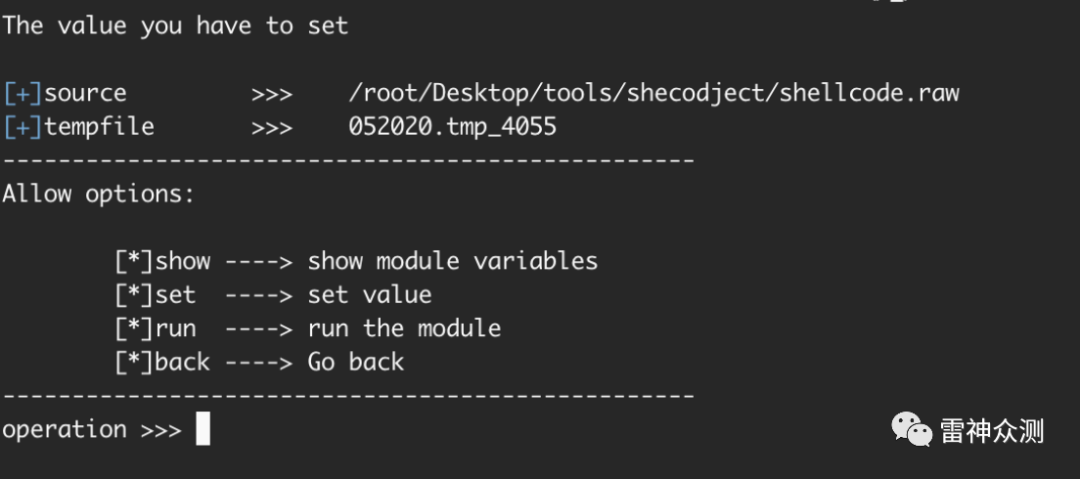 The value you have to set
[+]source >>> /root/Desktop/tools/shecodject/shellcode.raw
[+]tempfile >>> 052020.tmp_4055
--------------------------------------------------
Allow options:
[*]show ----> show module variables
[*]set ----> set value
[*]run ----> run the module
[*]back ----> Go back
--------------------------------------------------
operation >>>
雷神众测